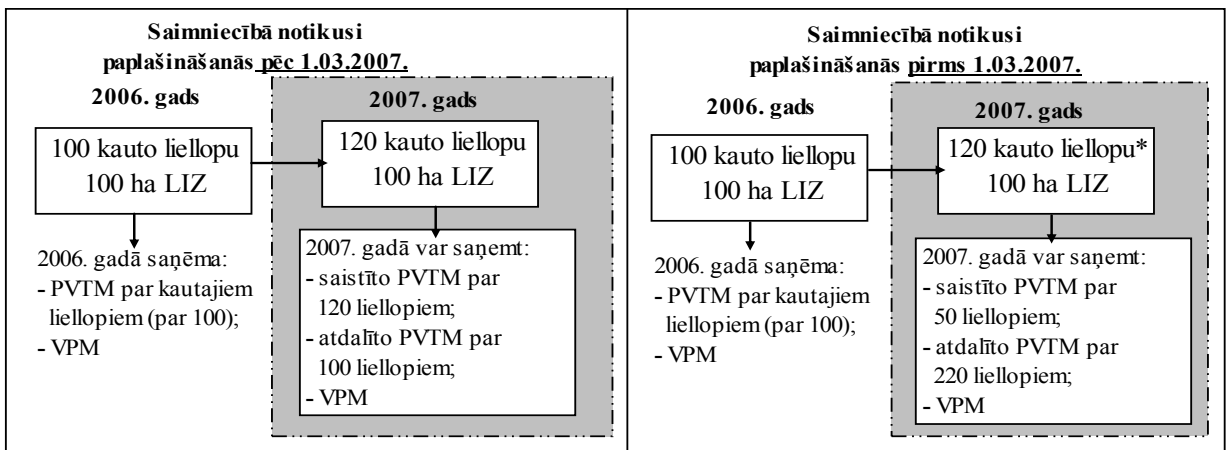 Saimniecībā notikusi
paplašināšanās pēc 1.03.2007.
2006. gads
2007. gads
100 kauto liellopu
100 ha LIZ
120 kauto liellopu
100 ha LIZ
2006. gadā saņēma:
- PVTM par kautajiem
liellopiem (par 100);
- VPM
2007. gadā var saņemt:
- saistīto PVTM par
120 liellopiem;
- atdalīto PVTM par
100 liellopiem;
- VPM
Saimniecībā notikusi
paplašināšanās pirms 1.03.2007.
2006. gads
2007. gads
100 kauto liellopu
100 ha LIZ
120 kauto liellopu*
100 ha LIZ
2006. gadā saņēma:
- PVTM par kautajiem
liellopiem (par 100);
- VPM
2007. gadā var saņemt:
- saistīto PVTM par
50 liellopiem;
- atdalīto PVTM par
220 liellopiem;
- VPM